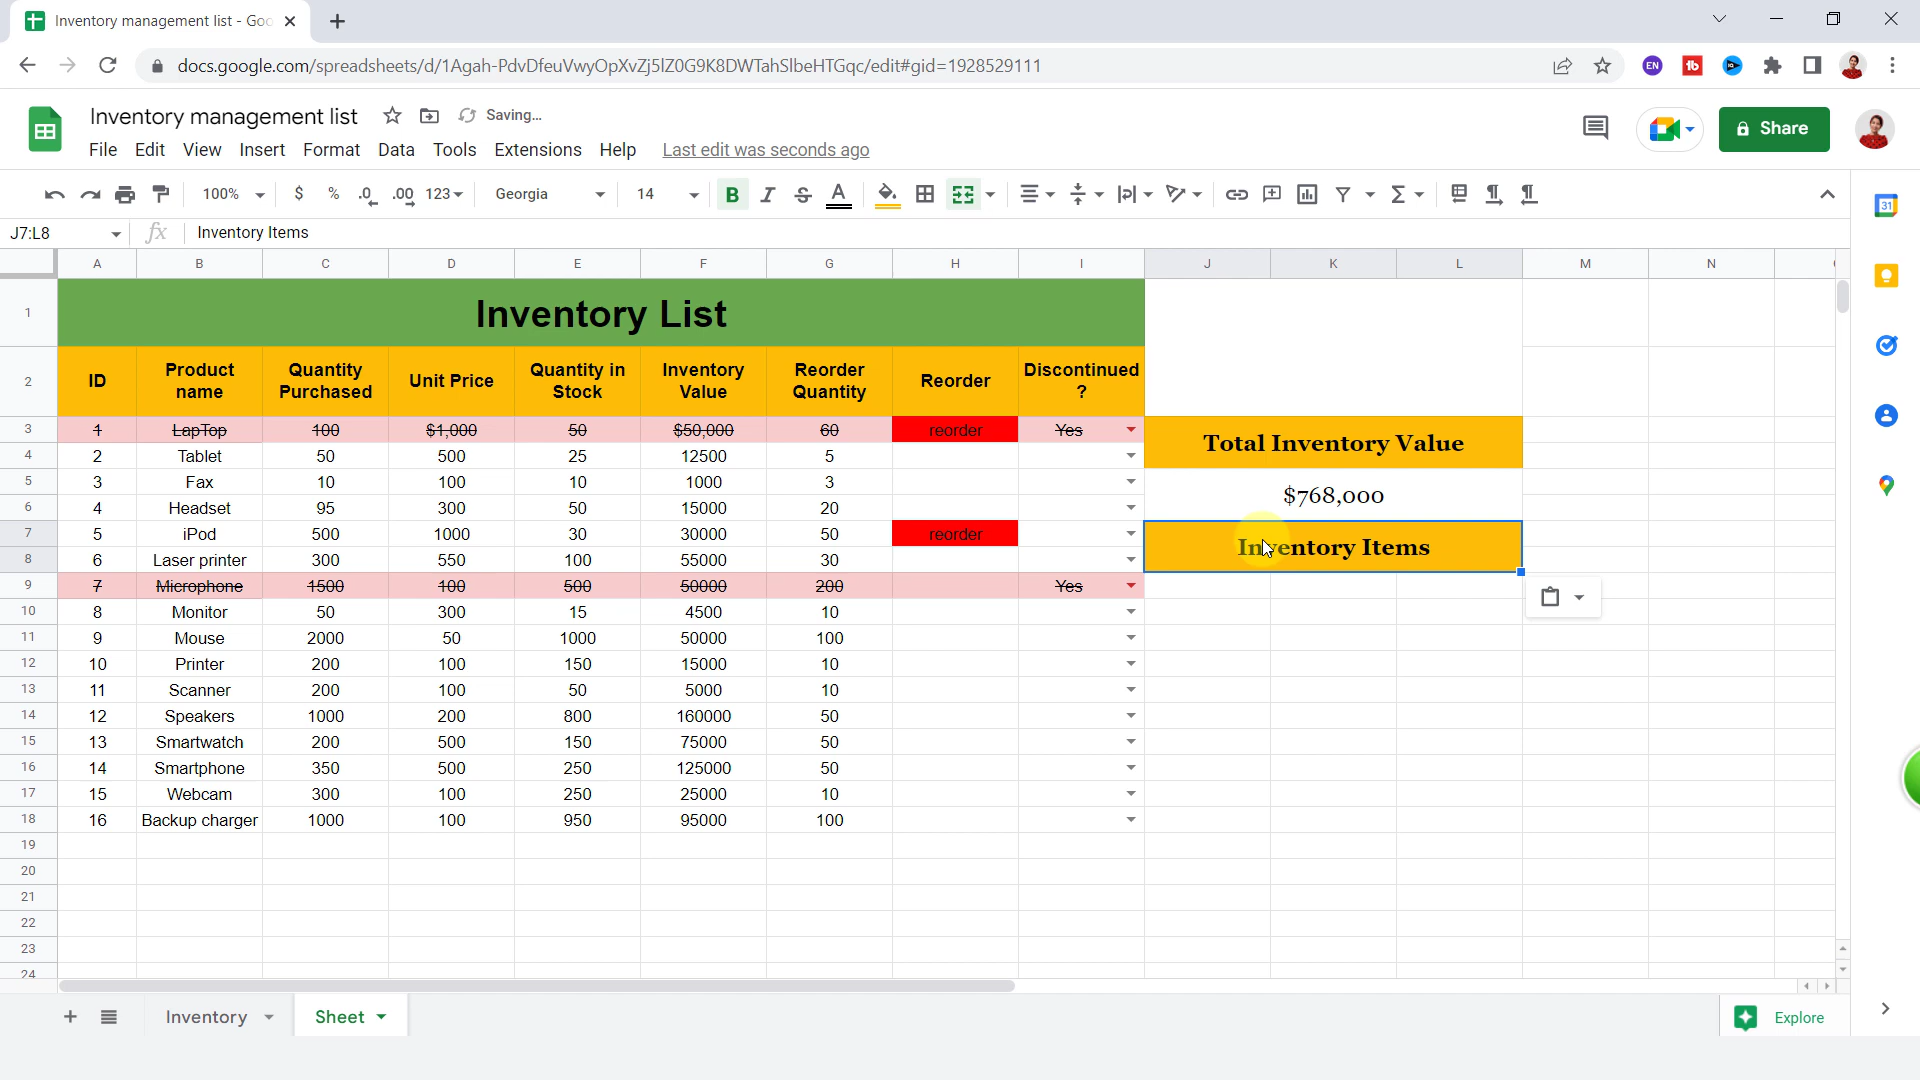 Inventory management list - Goo
docs.google.com/spreadsheets/d/1Agah-PdvDfeuVwyOpXvZj5lZ0G9K8DWTahSlbeHTGqc/edit#gid=1928529111
EN
Inventory management list Saving...
File Edit View Insert Format Data Tools Extensions Help Last edit was seconds ago
Share
100% $ % .0 .00 123 Georgia 14 B I S A
31
J7:L8 fx Inventory Items
A B C D E F G H I J K L M N
1 Inventory List
2 ID Product name Quantity Purchased Unit Price Quantity in Stock Inventory Value Reorder Quantity Reorder Discontinued ?
3 1 LapTop 100 $1,000 50 $50,000 60 reorder Yes
Total Inventory Value
4 2 Tablet 50 500 25 12500 5
5 3 Fax 10 100 10 1000 3
$768,000
6 4 Headset 95 300 50 15000 20
7 5 iPod 500 1000 30 30000 50 reorder
Inventory Items
8 6 Laser printer 300 550 100 55000 30
9 7 Microphone 1500 100 500 50000 200 Yes
10 8 Monitor 50 300 15 4500 10
11 9 Mouse 2000 50 1000 50000 100
12 10 Printer 200 100 150 15000 10
13 11 Scanner 200 100 50 5000 10
14 12 Speakers 1000 200 800 160000 50
15 13 Smartwatch 200 500 150 75000 50
16 14 Smartphone 350 500 250 125000 50
17 15 Webcam 300 100 250 25000 10
18 16 Backup charger 1000 100 950 95000 100
19
20
21
22
23
24
Inventory Sheet Explore